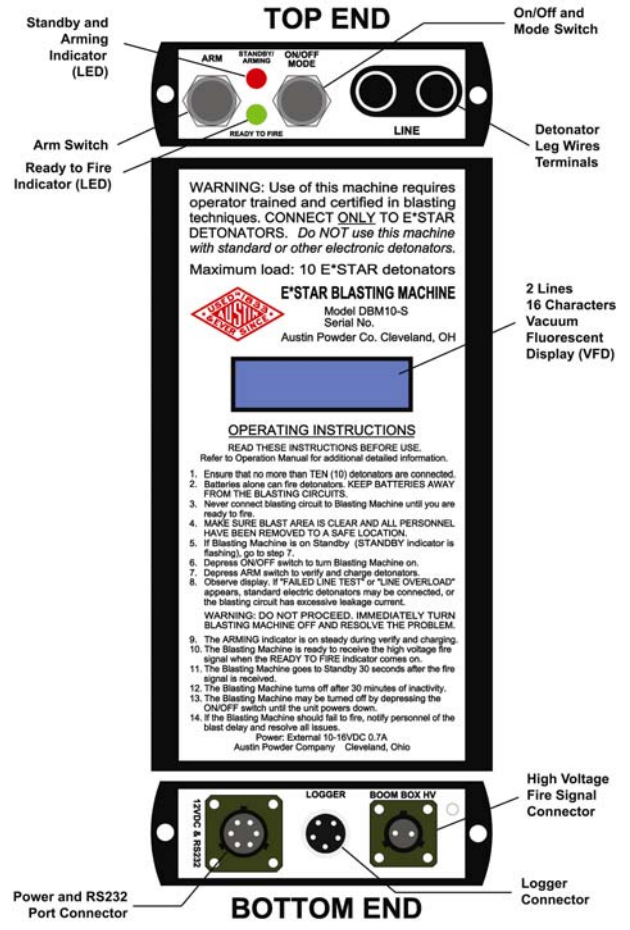 TOP END
Standby and
Arming
Indicator
(LED)
On/Off and
Mode Switch
ARM
STANDBY/
ARMING
ON/OFF
MODE
READY TO FIRE
LINE
Arm Switch
Ready to Fire
Indicator (LED)
Detonator
Leg Wires
Terminals
WARNING: Use of this machine requires
operator trained and certified in blasting
techniques. CONNECT ONLY TO E*STAR
DETONATORS. Do NOT use this machine
with standard or other electronic detonators.
Maximum load: 10 E*STAR detonators
USED 1833
AUSTIN
& EVER SINCE
E*STAR BLASTING MACHINE
Model DBM10-S
Serial No.
Austin Powder Co. Cleveland, OH
2 Lines
16 Characters
Vacuum
Fluorescent
Display (VFD)
OPERATING INSTRUCTIONS
READ THESE INSTRUCTIONS BEFORE USE.
Refer to Operation Manual for additional detailed information.
1. Ensure that no more than TEN (10) detonators are connected.
2. Batteries alone can fire detonators. KEEP BATTERIES AWAY
FROM THE BLASTING CIRCUITS.
3. Never connect blasting circuit to Blasting Machine until you are
ready to fire.
4. MAKE SURE BLAST AREA IS CLEAR AND ALL PERSONNEL
HAVE BEEN REMOVED TO A SAFE LOCATION.
5. If Blasting Machine is on Standby (STANDBY indicator is
flashing), go to step 7.
6. Depress ON/OFF switch to turn Blasting Machine on.
7. Depress ARM switch to verify and charge detonators.
8. Observe display. If "FAILED LINE TEST" or "LINE OVERLOAD"
appears, standard electric detonators may be connected, or
the blasting circuit has excessive leakage current.
WARNING: DO NOT PROCEED. IMMEDIATELY TURN
BLASTING MACHINE OFF AND RESOLVE THE PROBLEM.
9. The ARMING indicator is on steady during verify and charging.
10. The Blasting Machine is ready to receive the high voltage fire
signal when the READY TO FIRE indicator comes on.
11. The Blasting Machine goes to Standby 30 seconds after the fire
signal is received.
12. The Blasting Machine turns off after 30 minutes of inactivity.
13. The Blasting Machine may be turned off by depressing the
ON/OFF switch until the unit powers down.
14. If the Blasting Machine should fail to fire, notify personnel of the
blast delay and resolve all issues.
Power: External 10-16VDC 0.7A
Austin Powder Company Cleveland, Ohio
12VDC & RS232
LOGGER
BOOM BOX HV
High Voltage
Fire Signal
Connector
Power and RS232
Port Connector
Logger
Connector
BOTTOM END